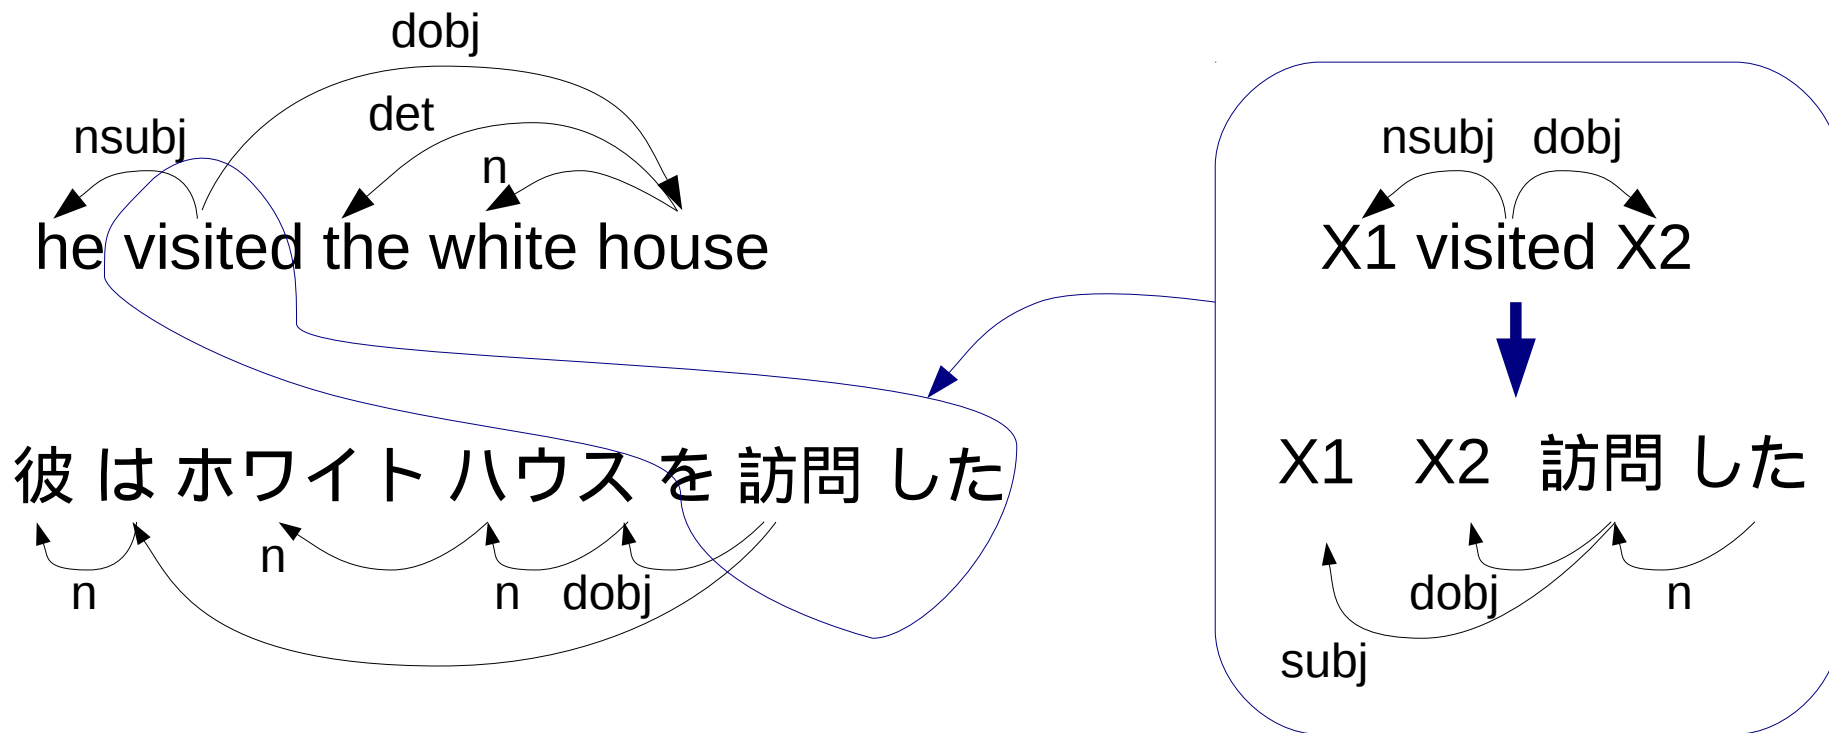 dobj
det
nsubj
n
he visited the white house
彼 は ホワイト ハウス を 訪問 した
n
n
n dobj
nsubj dobj
X1 visited X2
X1 X2 訪問 した
dobj n
subj